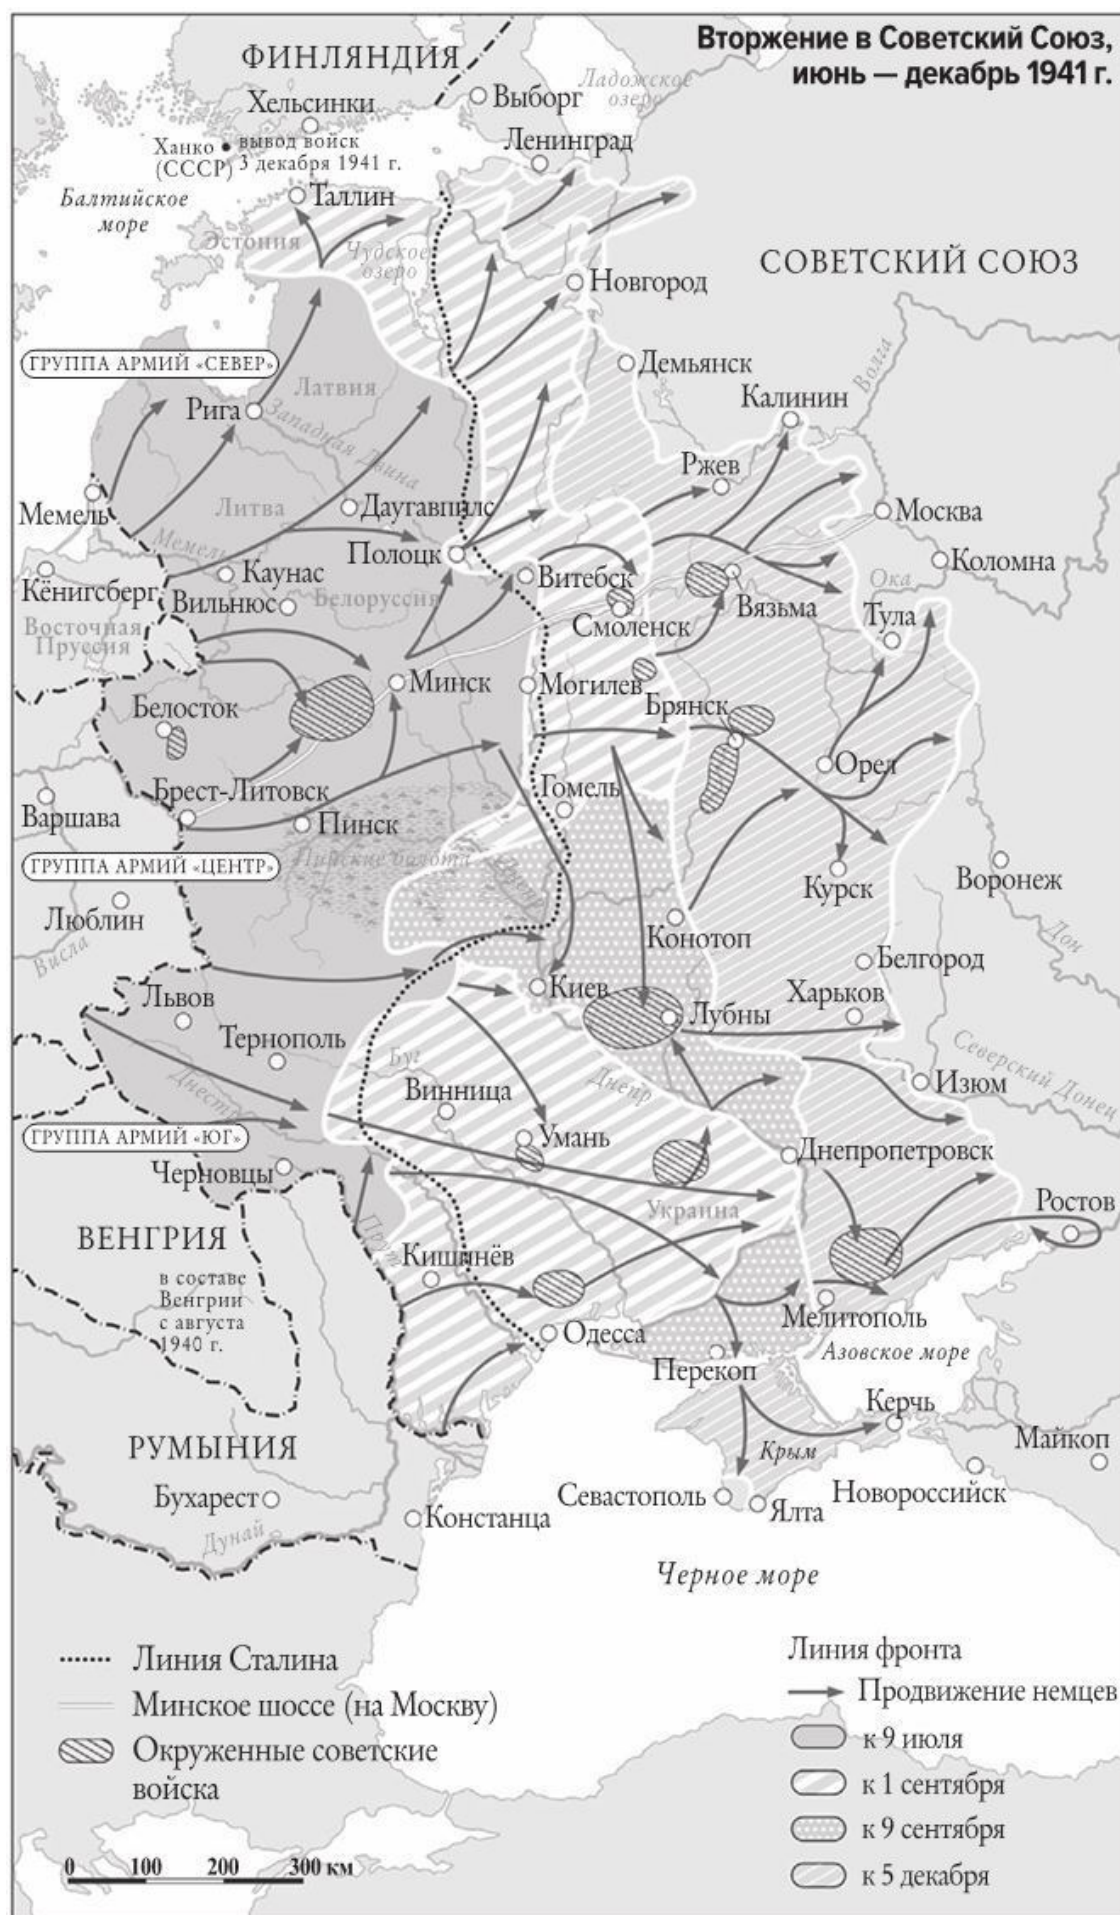 Вторжение в Советский Союз,
июнь — декабрь 1941 г.
ФИНЛЯНДИЯ
Ладожское
озеро
Хельсинки
Выборг
Ханко
(СССР)
вывод войск
3 декабря 1941 г.
Ленинград
Балтийское
море
Таллин
Эстония
Чудское
озеро
СОВЕТСКИЙ СОЮЗ
Новгород
ГРУППА АРМИЙ «СЕВЕР»
Демьянск
Волга
Латвия
Калинин
Рига
Западная Двина
Ржев
Мемель
Литва
Даугавпилс
Москва
Мемель
Полоцк
Коломна
Кёнигсберг
Каунас
Витебск
Ока
Вильнюс
Белоруссия
Вязьма
Смоленск
Тула
Восточная
Пруссия
Минск
Могилев
Белосток
Брянск
Орел
Брест-Литовск
Гомель
Варшава
Пинск
ГРУППА АРМИЙ «ЦЕНТР»
Пинские болота
Днепр
Курск
Воронеж
Люблин
Висла
Конотоп
Дон
Белгород
Львов
Киев
Лубны
Харьков
Тернополь
Буг
Северский Донец
Днестр
Винница
Днепр
Изюм
ГРУППА АРМИЙ «ЮГ»
Умань
Днепропетровск
Черновцы
Ростов
ВЕНГРИЯ
Прут
Украина
Кишинёв
в составе
Венгрии
с августа
1940 г.
Мелитополь
Одесса
Азовское море
Перекоп
Керчь
РУМЫНИЯ
Крым
Майкоп
Бухарест
Севастополь
Ялта
Новороссийск
Констанца
Дунай
Черное море
Линия Сталина
Минское шоссе (на Москву)
Окруженные советские
войска
Линия фронта
Продвижение немцев
к 9 июля
к 1 сентября
к 9 сентября
к 5 декабря
0 100 200 300 км